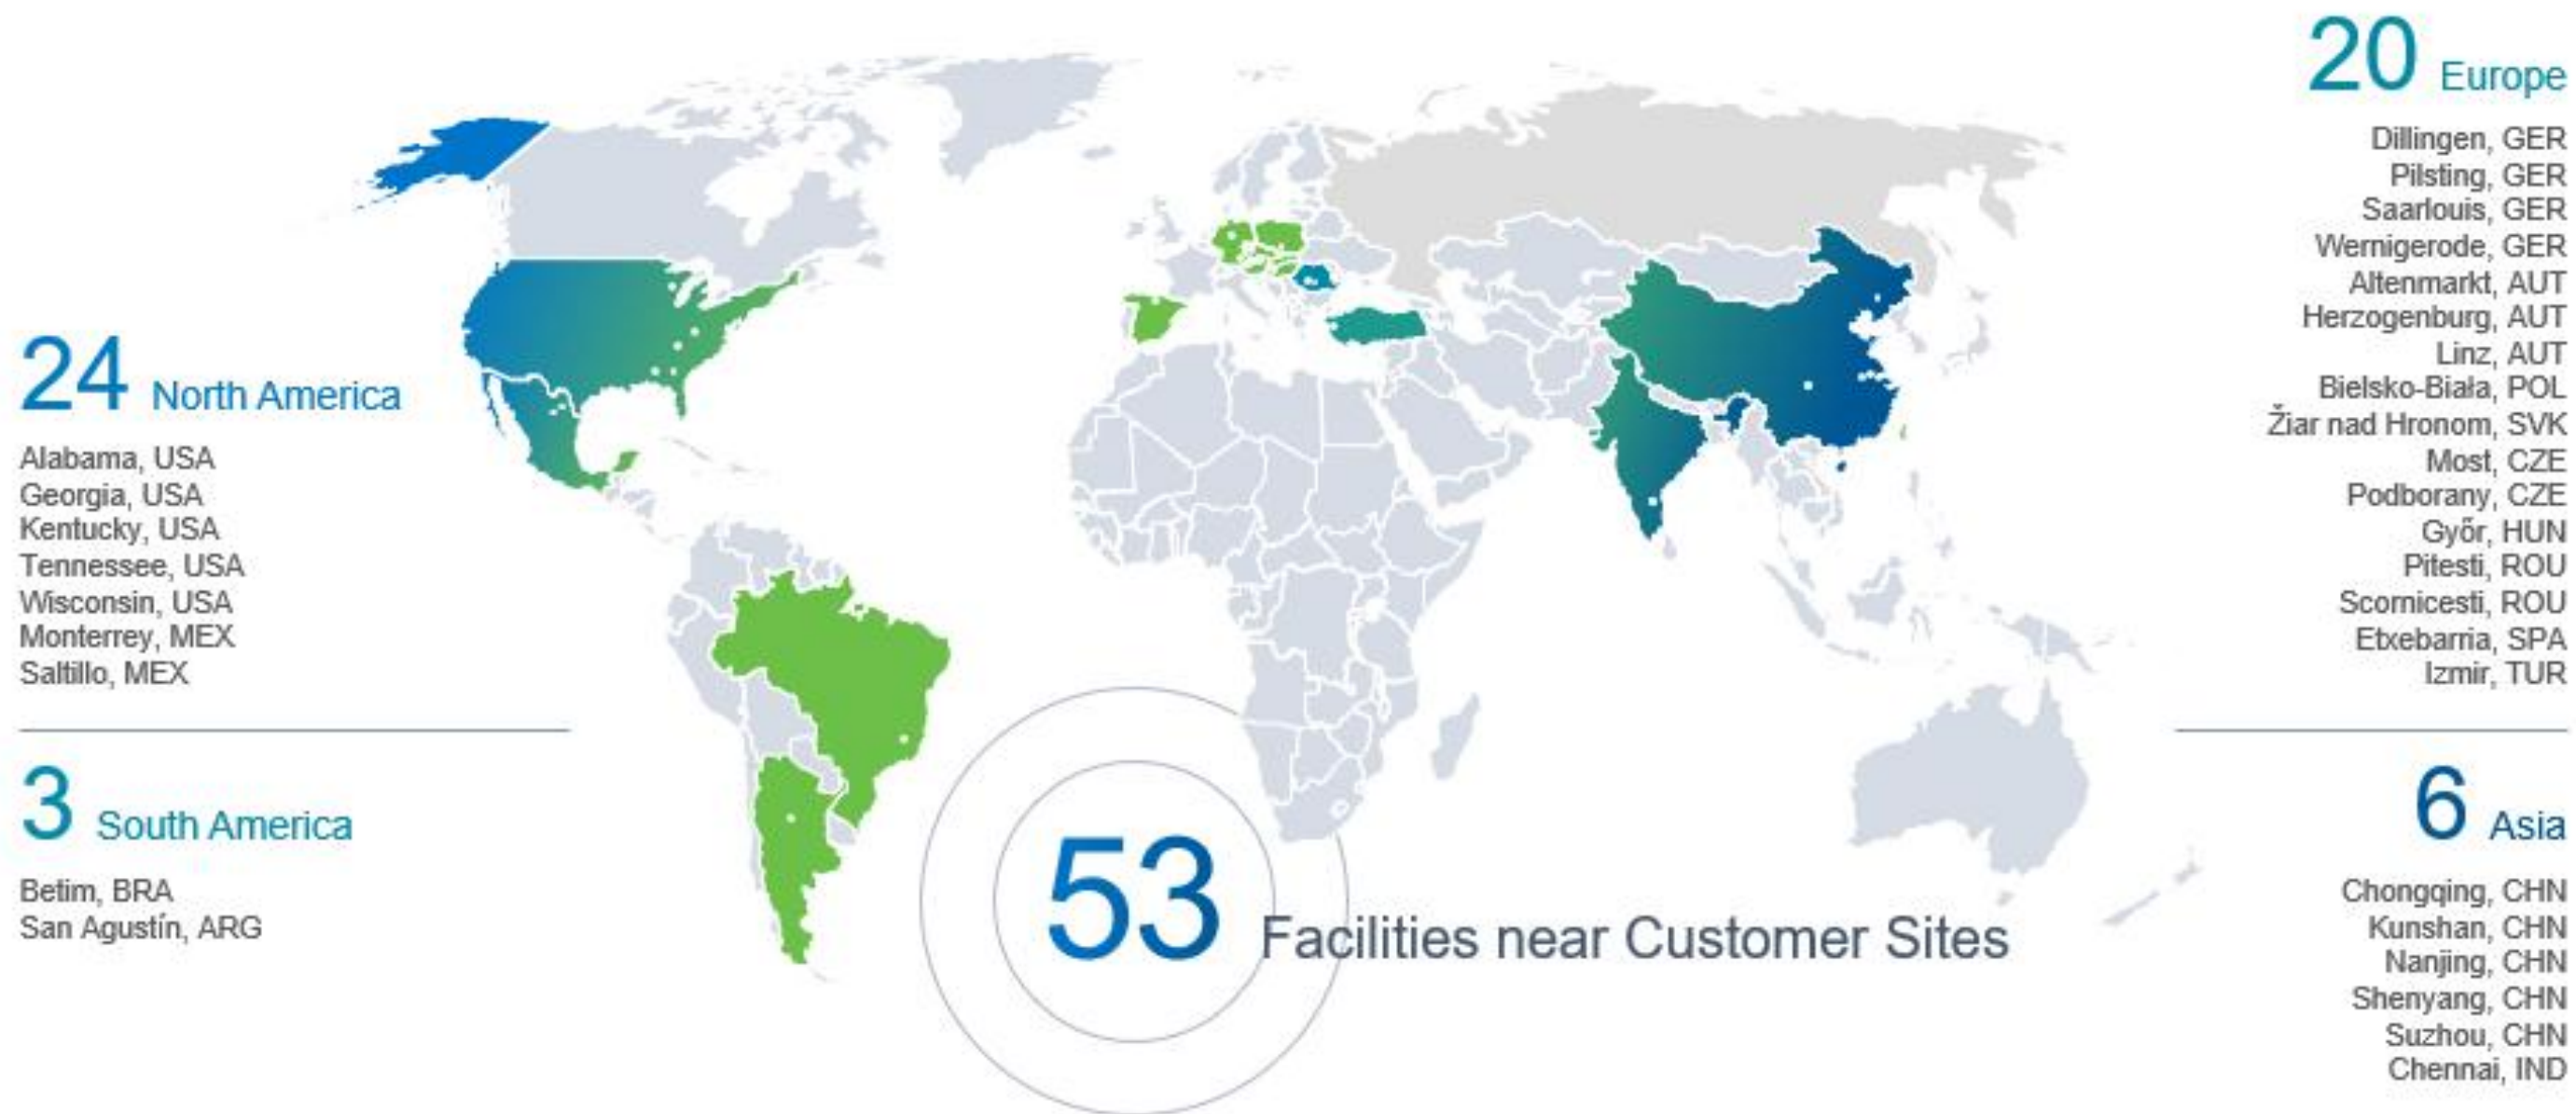 24 North America
Alabama, USA
Georgia, USA
Kentucky, USA
Tennessee, USA
Wisconsin, USA
Monterrey, MEX
Saltillo, MEX
3 South America
Betim, BRA
San Agustín, ARG
53 Facilities near Customer Sites
20 Europe
Dillingen, GER
Pilsting, GER
Saarlouis, GER
Wernigerode, GER
Altenmarkt, AUT
Herzogenburg, AUT
Linz, AUT
Bielsko-Biała, POL
Žiar nad Hronom, SVK
Most, CZE
Podborany, CZE
Győr, HUN
Pitesti, ROU
Scornicesti, ROU
Etxebarria, SPA
Izmir, TUR
6 Asia
Chongqing, CHN
Kunshan, CHN
Nanjing, CHN
Shenyang, CHN
Suzhou, CHN
Chennai, IND